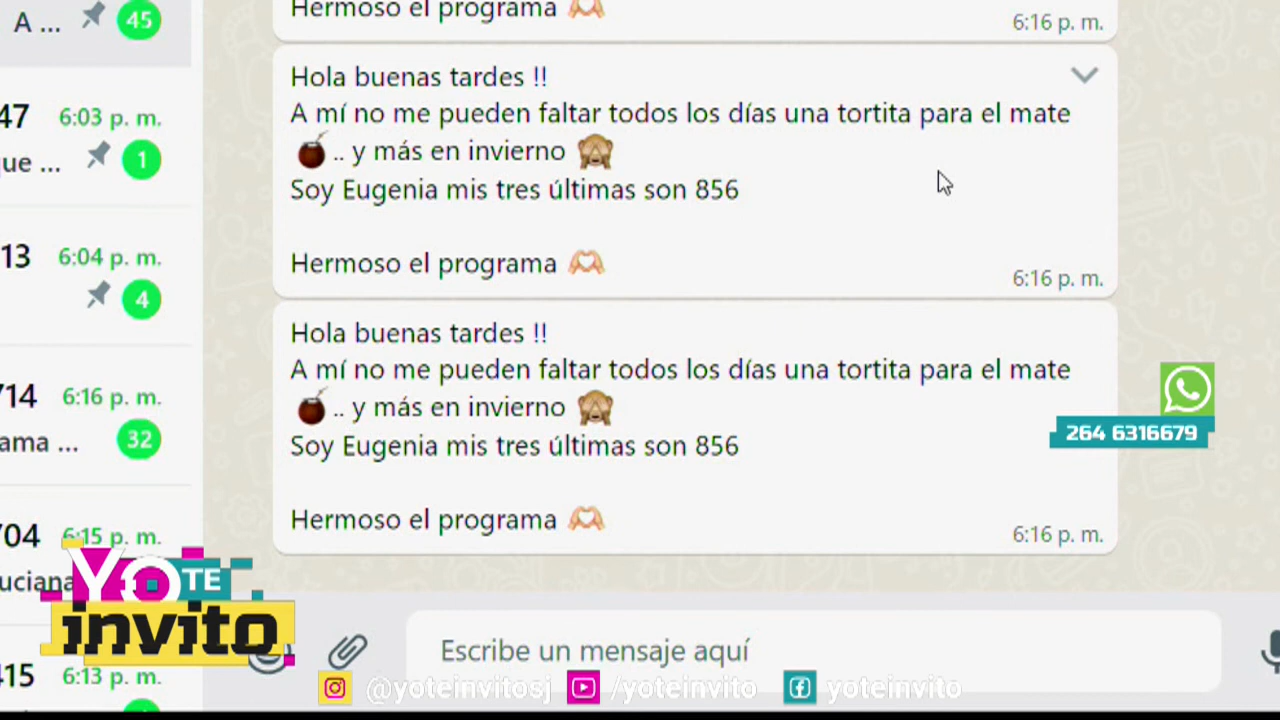 A ...
45
47
6:03 p. m.
que ...
1
13
6:04 p. m.
4
714
6:16 p. m.
ama ...
32
704
6:15 p. m.
uciana
415
6:13 p. m.
Hermoso el programa 🫶🏻
6:16 p. m.
Hola buenas tardes !!
A mí no me pueden faltar todos los días una tortita para el mate
🧉 .. y más en invierno 🙈
Soy Eugenia mis tres últimas son 856
Hermoso el programa 🫶🏻
6:16 p. m.
Hola buenas tardes !!
A mí no me pueden faltar todos los días una tortita para el mate
🧉 .. y más en invierno 🙈
Soy Eugenia mis tres últimas son 856
Hermoso el programa 🫶🏻
6:16 p. m.
264 6316679
YO TE
invito
Escribe un mensaje aquí
@yoteinvitosj
/yoteinvito
yoteinvito